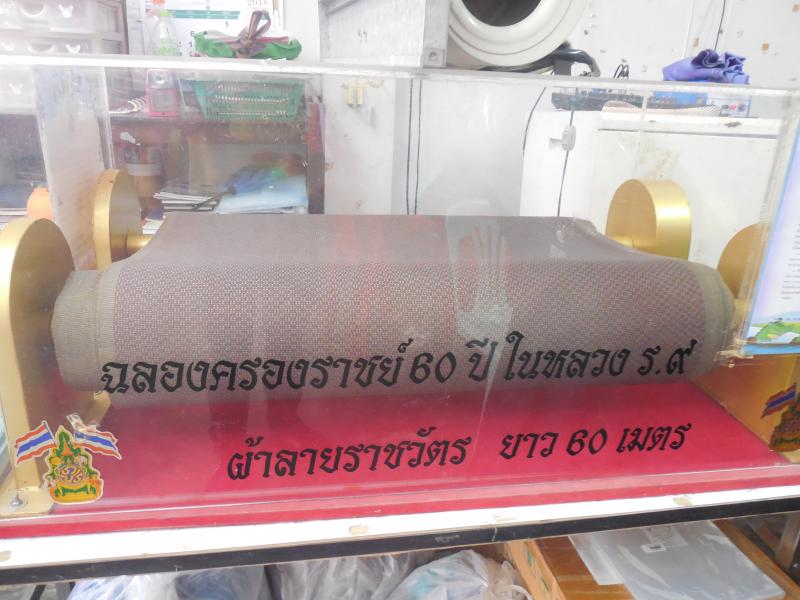 2018
ฉลองครองราชย์ 60 ปี ในหลวง ร.๙
ผ้าลายราชวัตร ยาว 60 เมตร